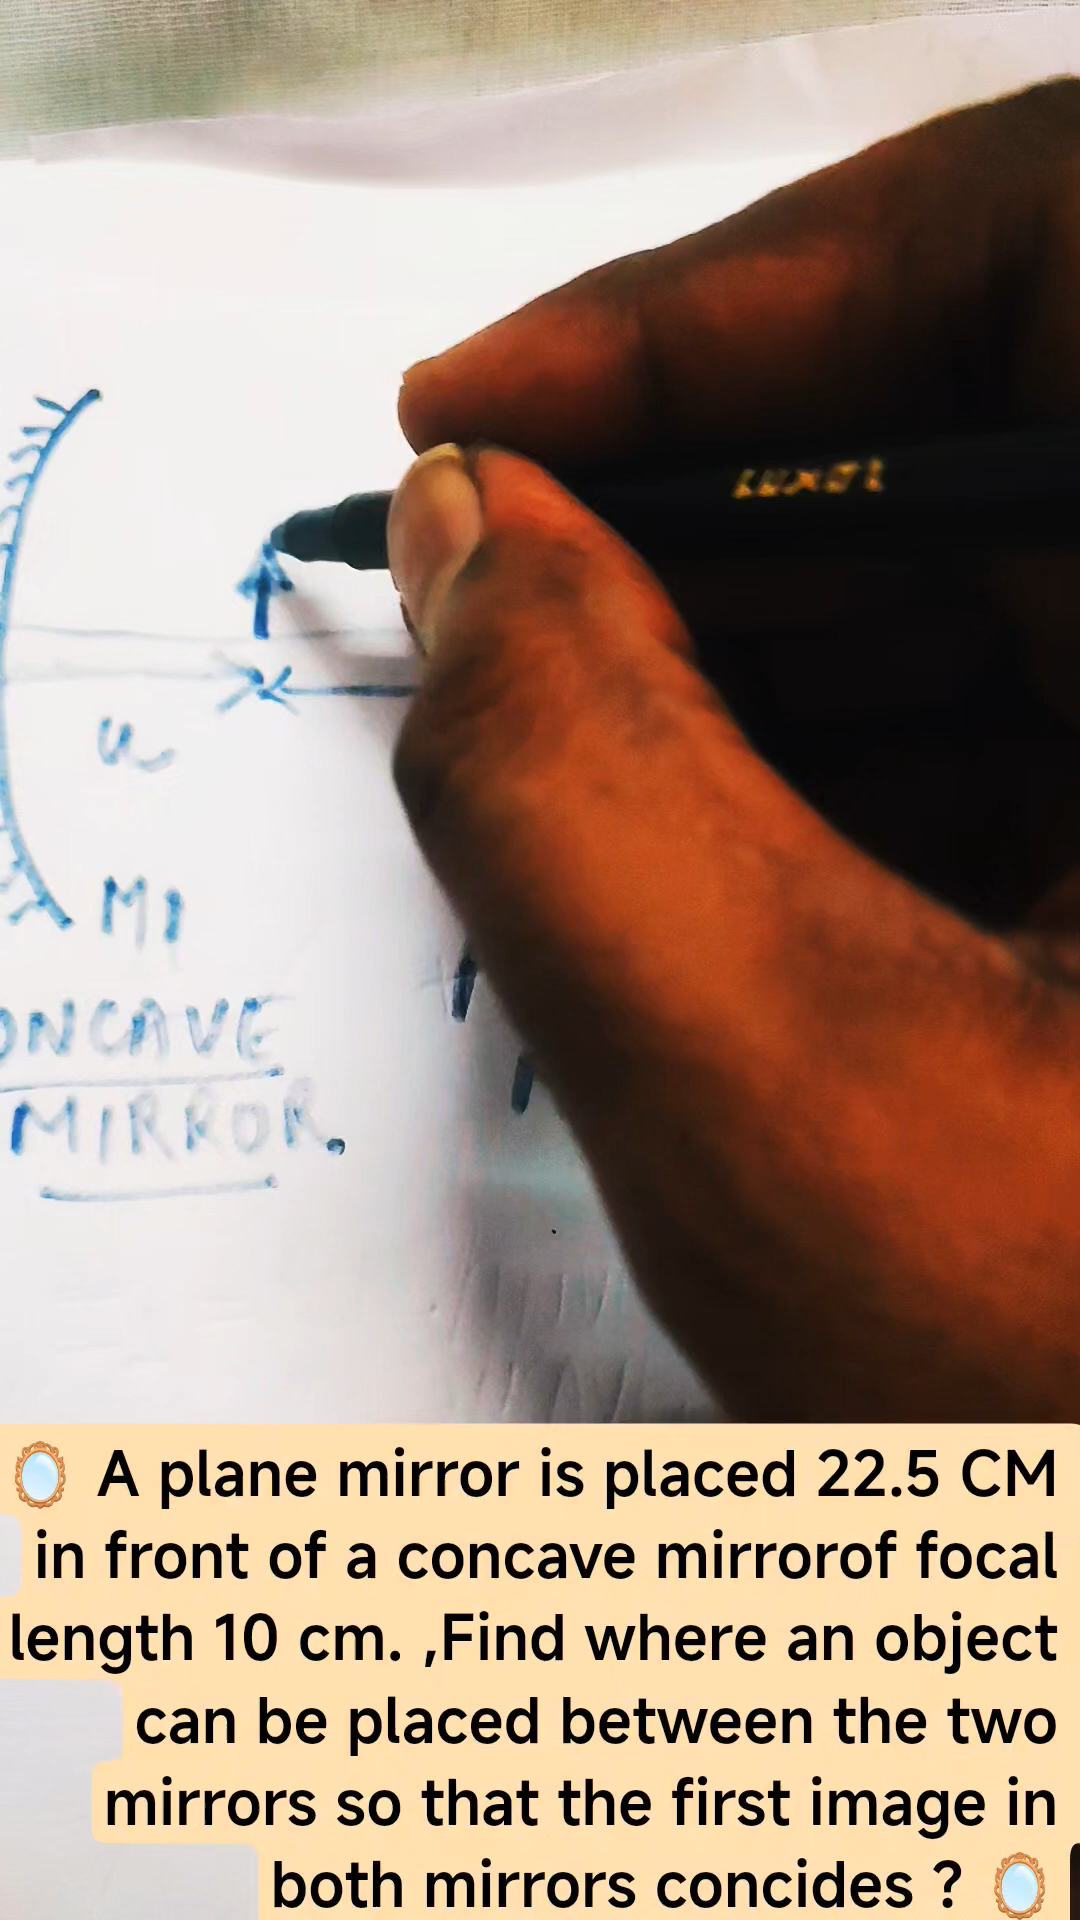 LUXOR
u
M1
ONCAVE
MIRROR.
A plane mirror is placed 22.5 CM
in front of a concave mirrorof focal
length 10 cm. ,Find where an object
can be placed between the two
mirrors so that the first image in
both mirrors concides ?